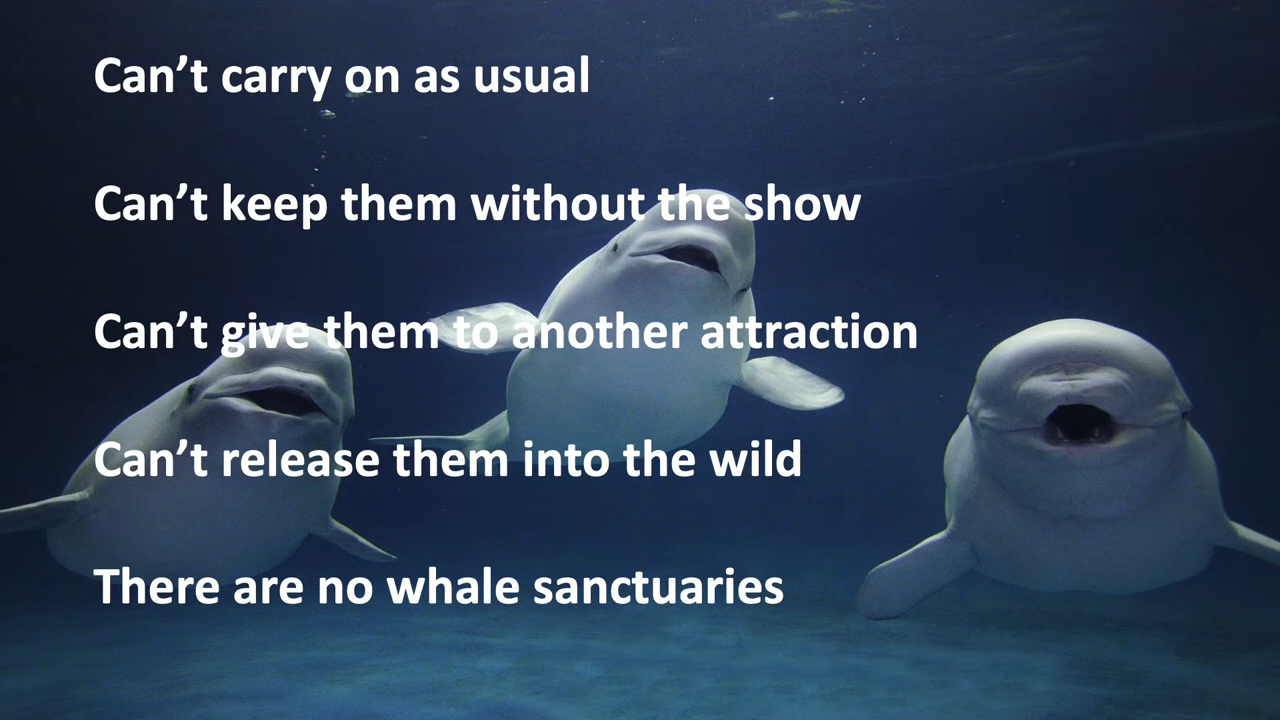 Can’t carry on as usual
Can’t keep them without the show
Can’t give them to another attraction
Can’t release them into the wild
There are no whale sanctuaries